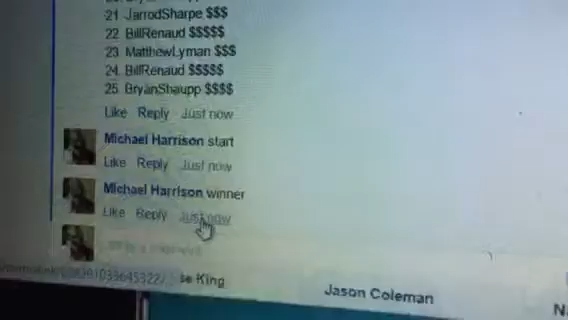 21 JarrodSharpe $$$
22 BillRenaud $$$$$
23. MatthewLyman $$$
24. BillRenaud $$$$$
25. BryanShaupp $$$$
Like Reply Just now
Michael Harrison start
Like Reply Just now
Michael Harrison winner
Like Reply Just now
se King
Jason Coleman